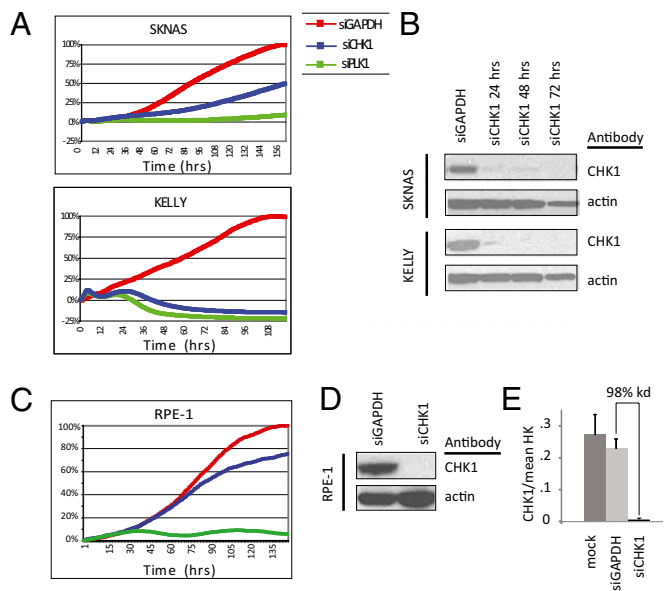 A
SKNAS
siGAPDH
siCHK1
siPLK1
100%
75%
50%
25%
0%
-25%
0 12 24 36 48 60 72 84 96 108 120 132 144 156
Time (hrs)
KELLY
100%
75%
50%
25%
0%
-25%
0 12 24 36 48 60 72 84 96 108
Time (hrs)
B
siGAPDH
siCHK1 24 hrs
siCHK1 48 hrs
siCHK1 72 hrs
Antibody
SKNAS
CHK1
actin
KELLY
CHK1
actin
C
RPE-1
100%
80%
60%
40%
20%
0%
1 15 30 45 60 75 90 105 120 135
Time (hrs)
D
siGAPDH
siCHK1
Antibody
RPE-1
CHK1
actin
E
98% kd
CHK1/mean HK
.3
.2
.1
0
mock
siGAPDH
siCHK1